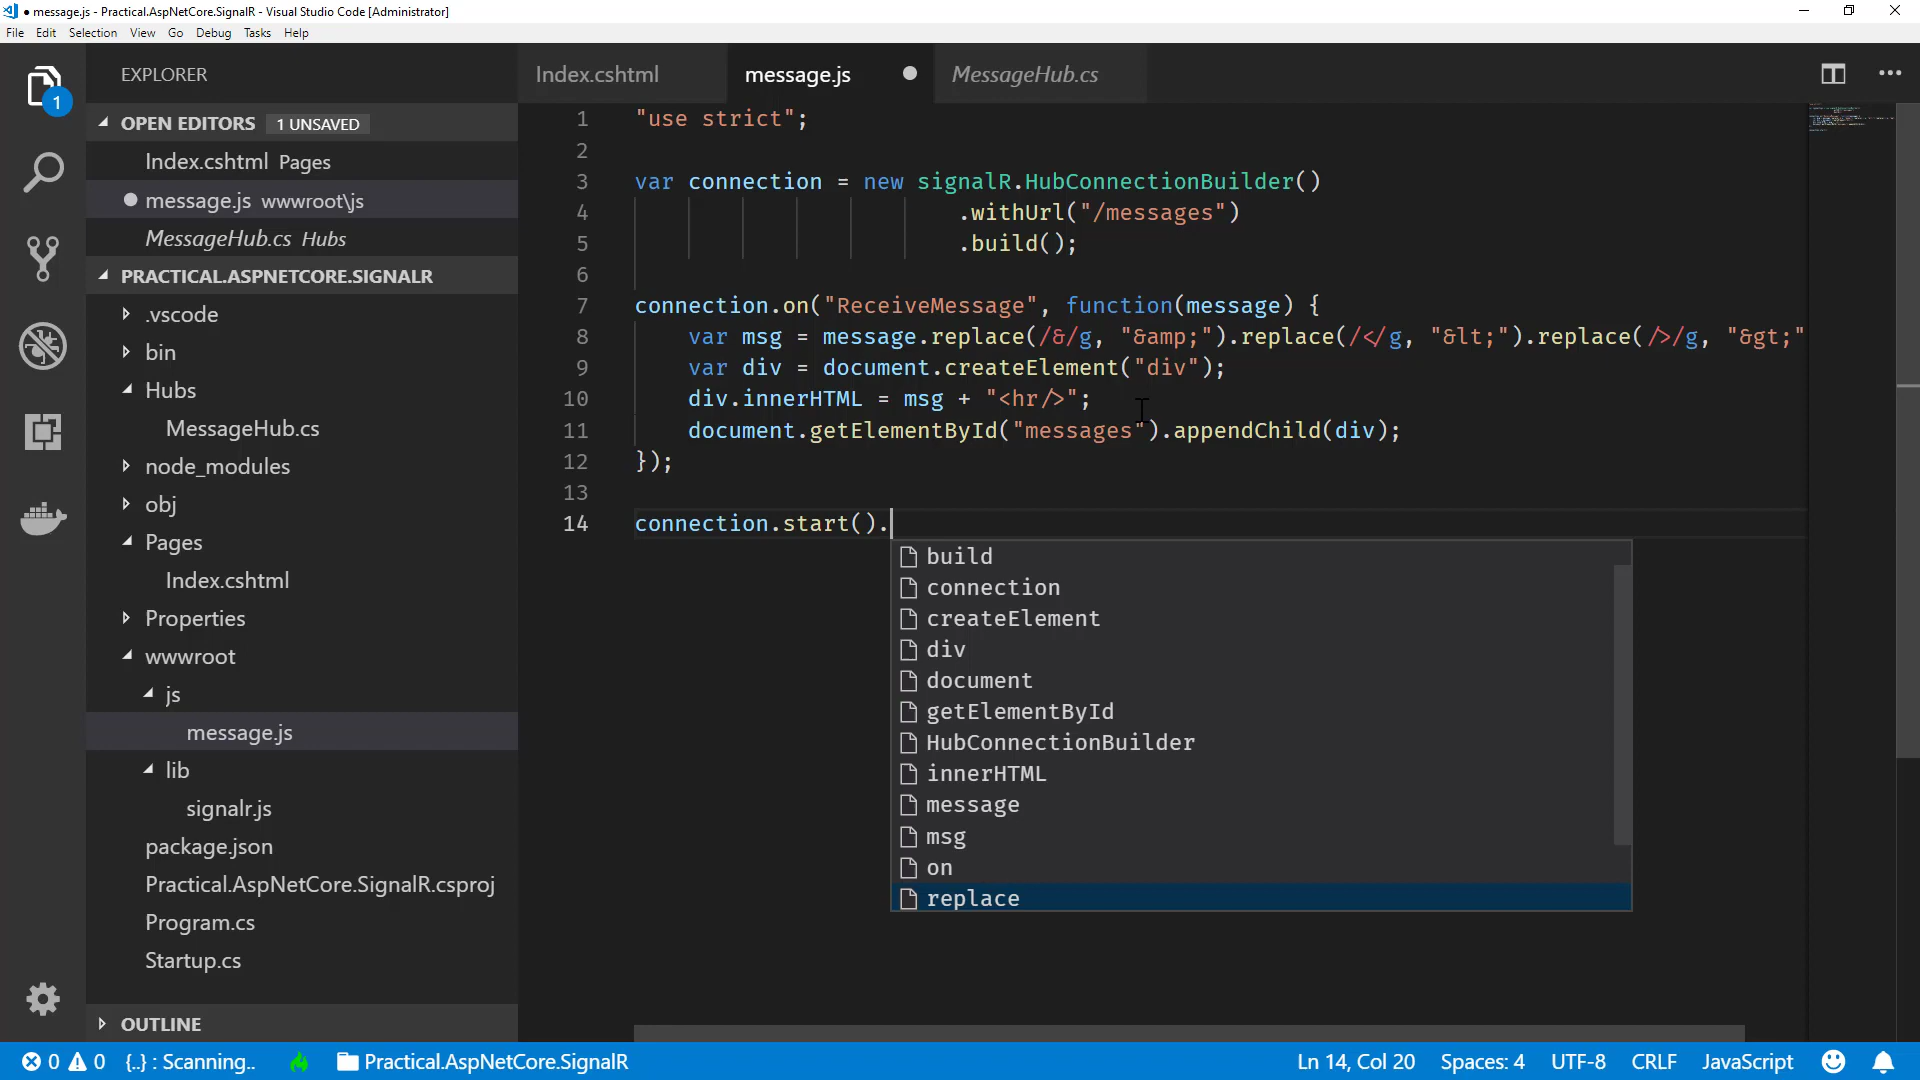 ● message.js - Practical.AspNetCore.SignalR - Visual Studio Code [Administrator]
File Edit Selection View Go Debug Tasks Help
EXPLORER
1
OPEN EDITORS 1 UNSAVED
Index.cshtml Pages
message.js wwwroot\js
MessageHub.cs Hubs
PRACTICAL.ASPNETCORE.SIGNALR
.vscode
bin
Hubs
MessageHub.cs
node_modules
obj
Pages
Index.cshtml
Properties
wwwroot
js
message.js
lib
signalr.js
package.json
Practical.AspNetCore.SignalR.csproj
Program.cs
Startup.cs
OUTLINE
Index.cshtml message.js MessageHub.cs
1 "use strict";
2
3 var connection = new signalR.HubConnectionBuilder()
4 .withUrl("/messages")
5 .build();
6
7 connection.on("ReceiveMessage", function(message) {
8 var msg = message.replace(/&/g, "&amp;").replace(/</g, "&lt;").replace(/>/g, "&gt;"
9 var div = document.createElement("div");
10 div.innerHTML = msg + "<hr/>";
11 document.getElementById("messages").appendChild(div);
12 });
13
14 connection.start().
build
connection
createElement
div
document
getElementById
HubConnectionBuilder
innerHTML
message
msg
on
replace
0 0 {..} : Scanning.. Practical.AspNetCore.SignalR Ln 14, Col 20 Spaces: 4 UTF-8 CRLF JavaScript